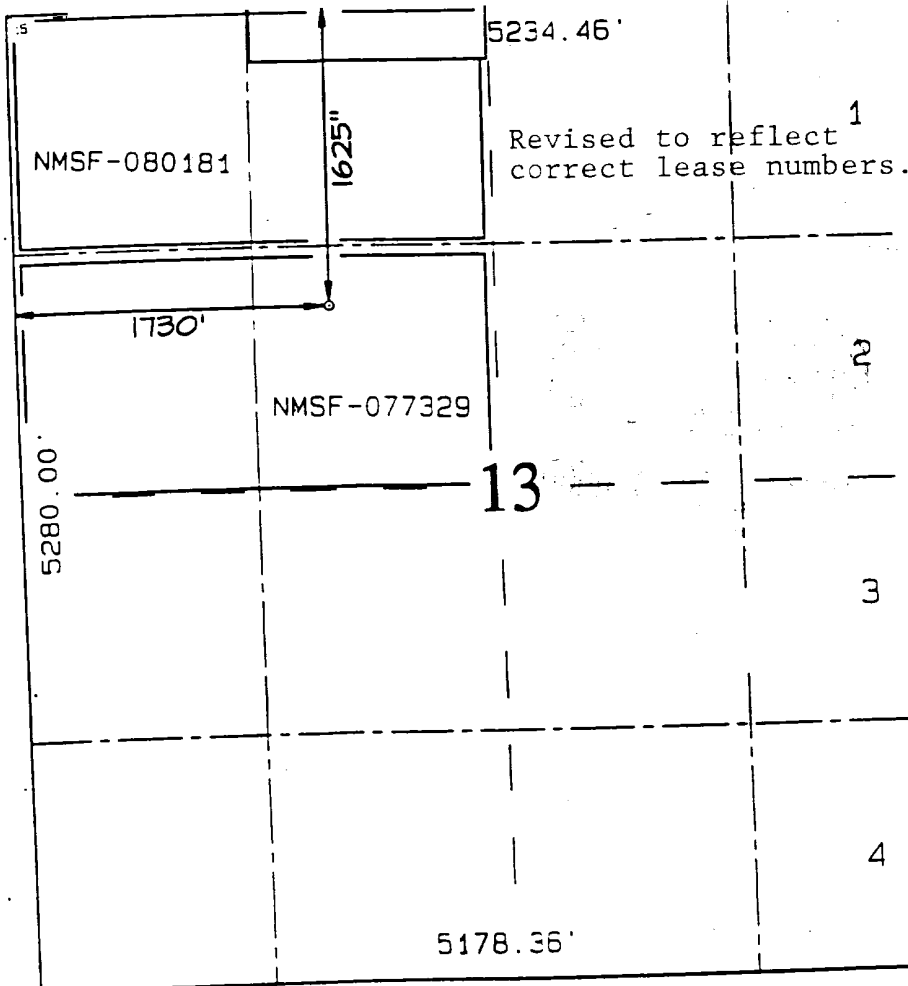 15
5234.46'
1
Revised to reflect
correct lease numbers.
NMSF-080181
1625"
1730'
2
NMSF-077329
13
5280.00'
3
4
5178.36'